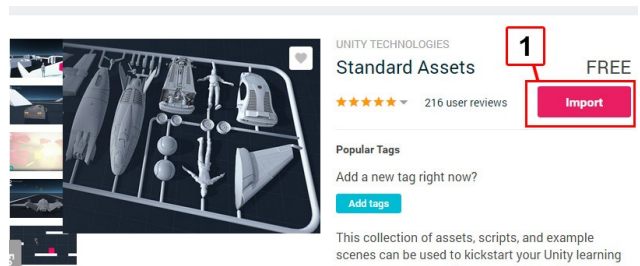 UNITY TECHNOLOGIES
1
Standard Assets
FREE
216 user reviews
Import
Popular Tags
Add a new tag right now?
Add tags
This collection of assets, scripts, and example
scenes can be used to kickstart your Unity learning